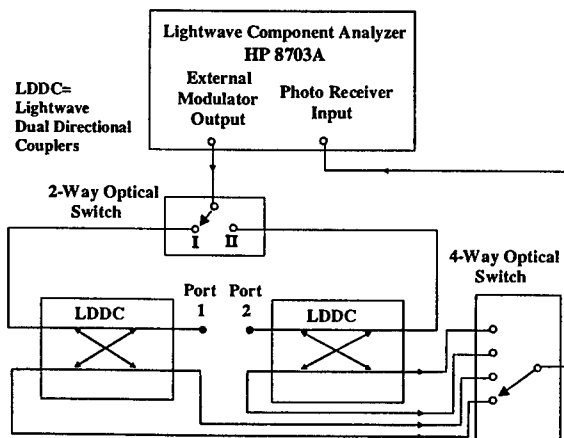 Lightwave Component Analyzer
HP 8703A
External
Modulator
Output
Photo Receiver
Input
LDDC=
Lightwave
Dual Directional
Couplers
2-Way Optical
Switch
I
II
4-Way Optical
Switch
Port
1
Port
2
LDDC
LDDC